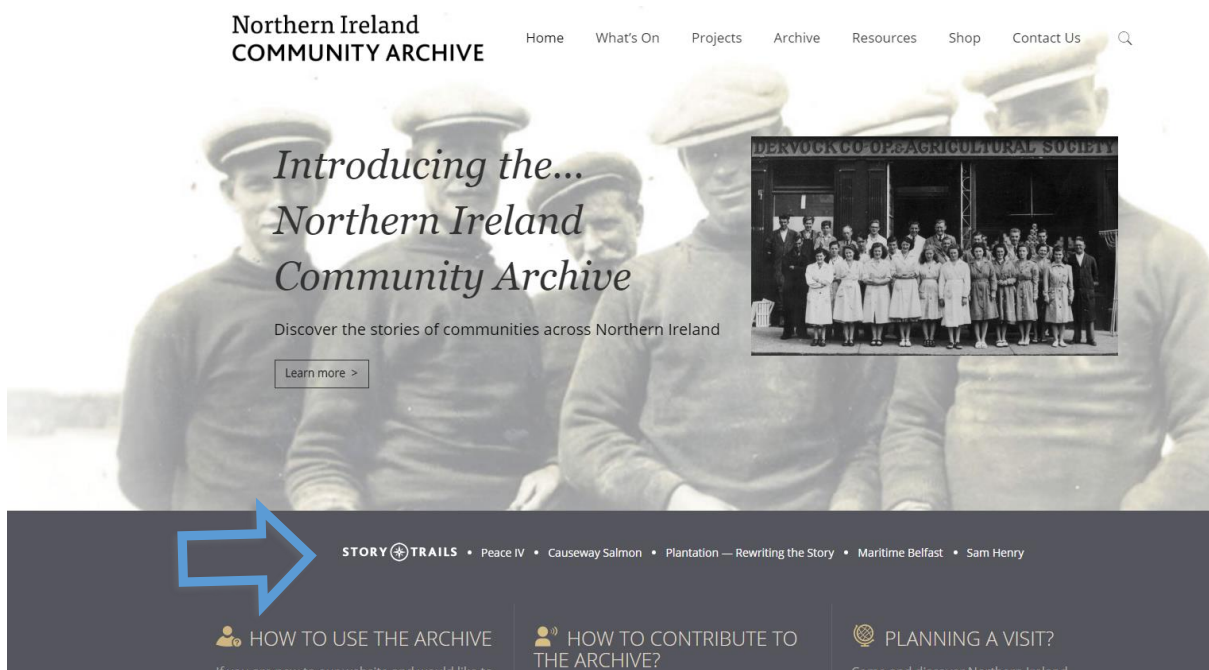 Northern Ireland
COMMUNITY ARCHIVE
Home What's On Projects Archive Resources Shop Contact Us
Introducing the...
Northern Ireland
Community Archive
Discover the stories of communities across Northern Ireland
Learn more >
DERVOCK CO-OP. & AGRICULTURAL SOCIETY
STORY TRAILS • Peace IV • Causeway Salmon • Plantation — Rewriting the Story • Maritime Belfast • Sam Henry
HOW TO USE THE ARCHIVE
HOW TO CONTRIBUTE TO
THE ARCHIVE?
PLANNING A VISIT?